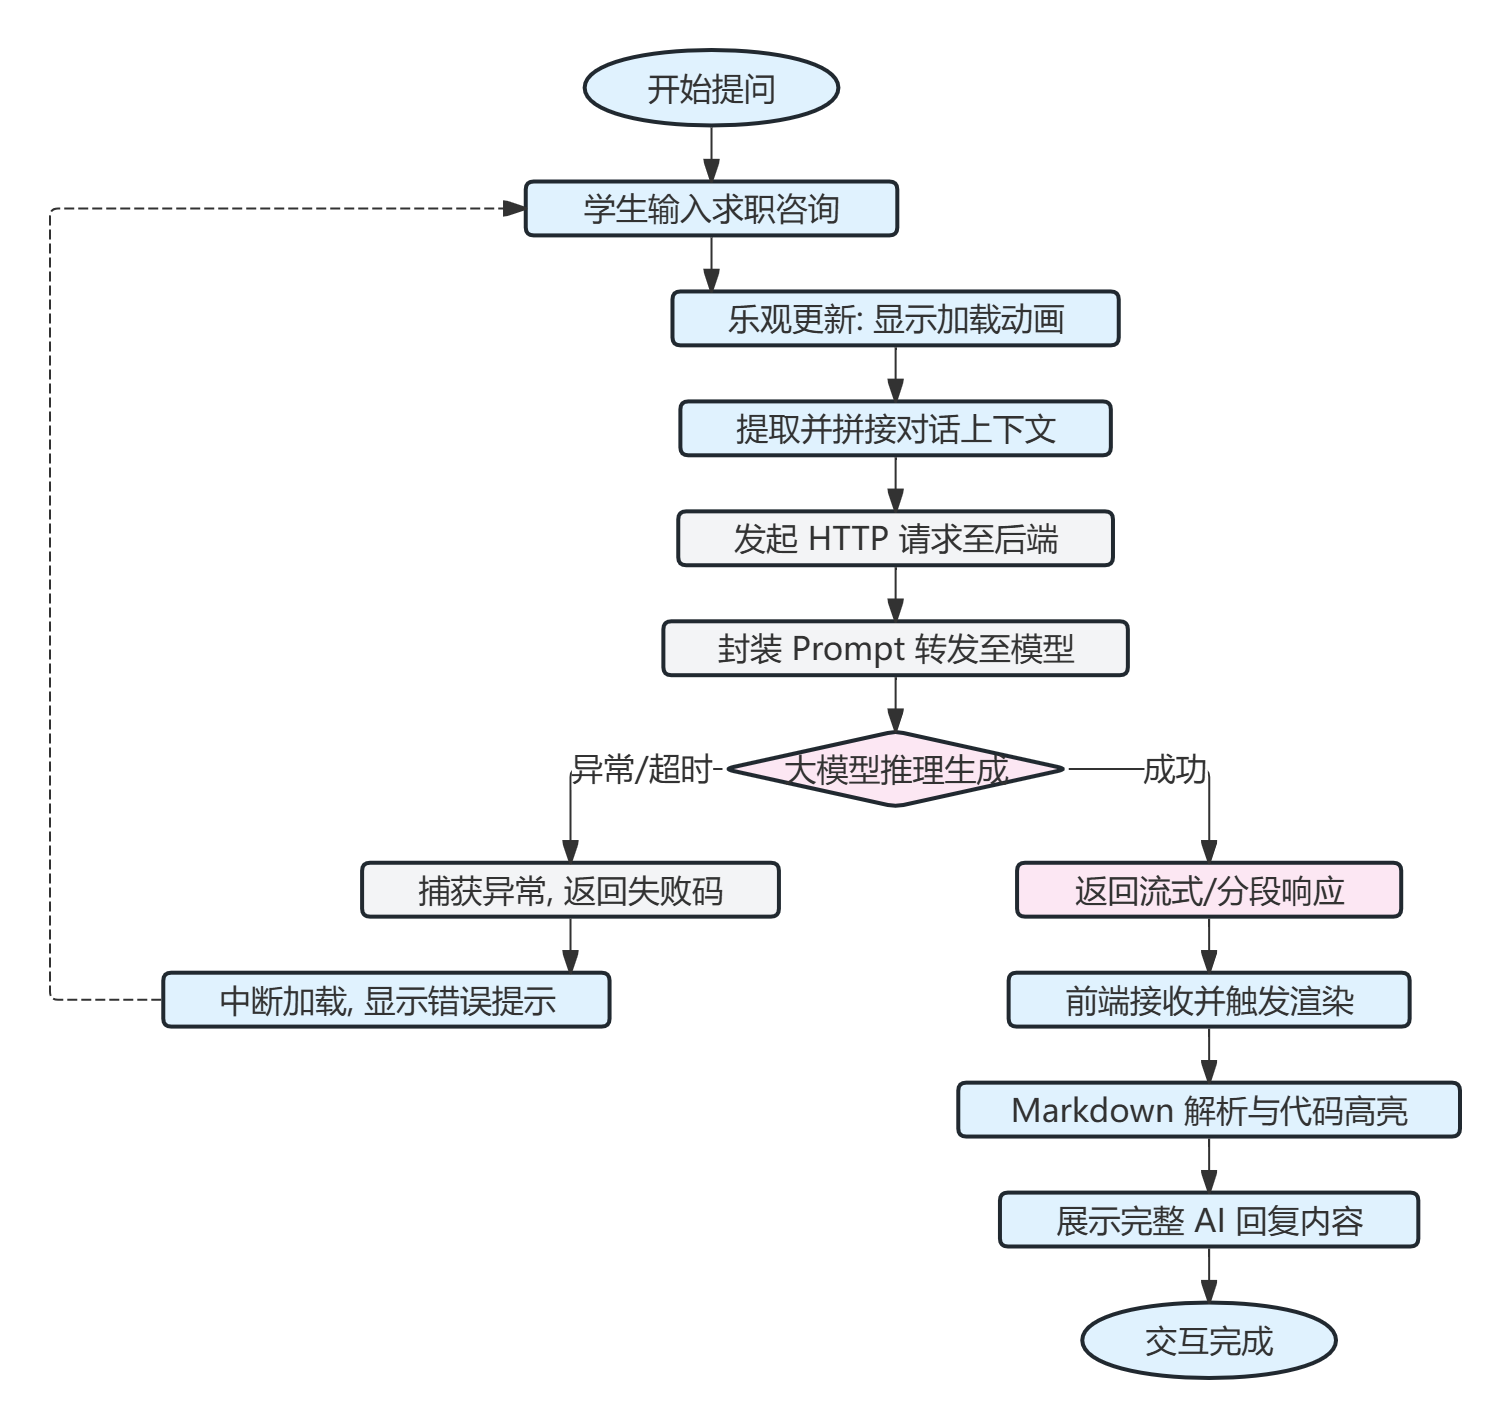 开始提问
学生输入求职咨询
乐观更新: 显示加载动画
提取并拼接对话上下文
发起 HTTP 请求至后端
封装 Prompt 转发至模型
异常/超时
大模型推理生成
成功
捕获异常, 返回失败码
返回流式/分段响应
中断加载, 显示错误提示
前端接收并触发渲染
Markdown 解析与代码高亮
展示完整 AI 回复内容
交互完成